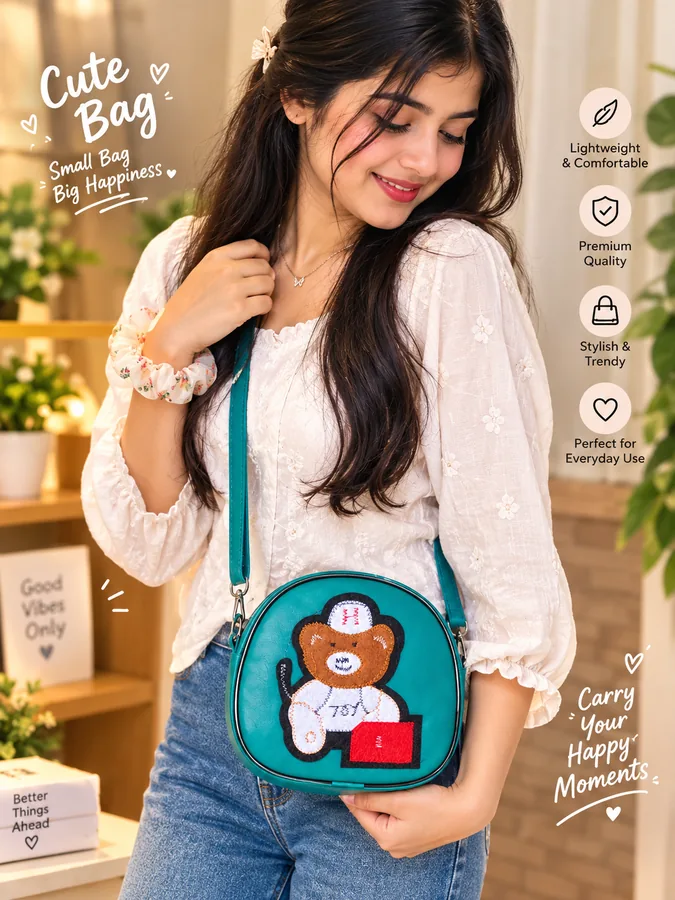 Cute
Bag
Small Bag
Big Happiness
Lightweight
& Comfortable
Premium
Quality
Stylish &
Trendy
Perfect for
Everyday Use
Good
Vibes
Only
H
TOY
Better
Things
Ahead
Carry
Your
Happy
Moments